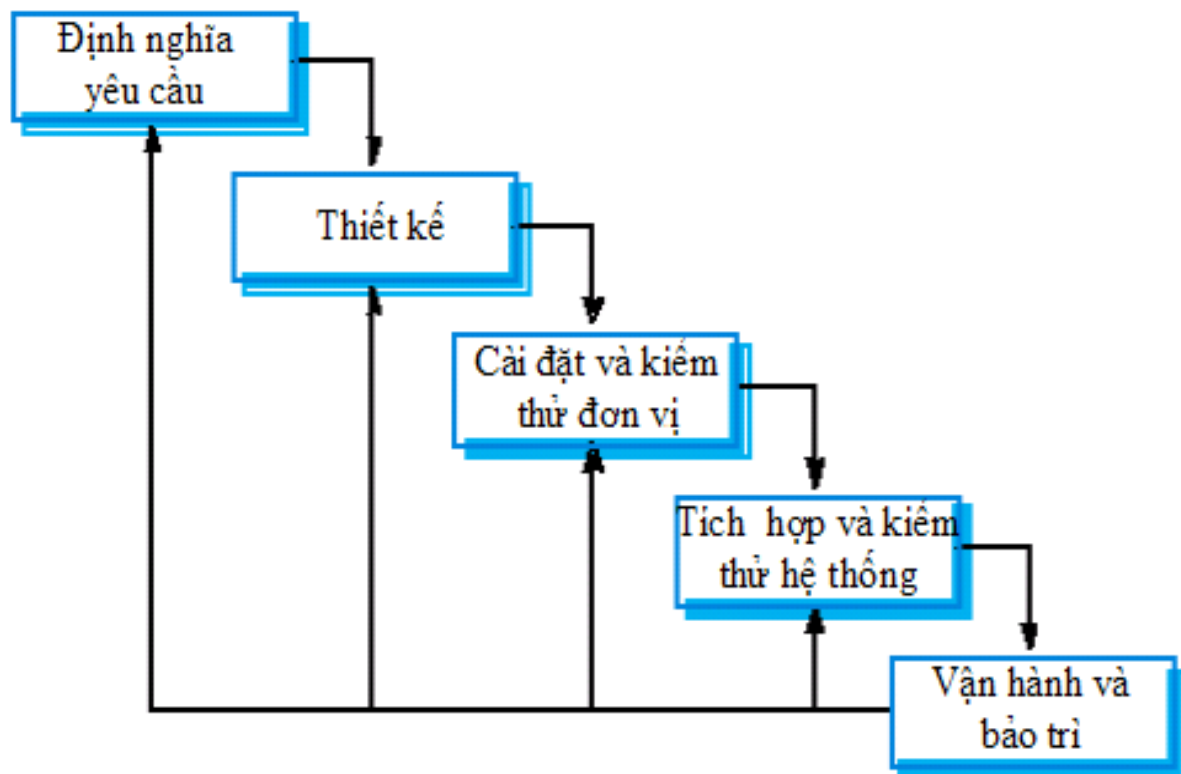 Định nghĩa
yêu cầu
Thiết kế
Cài đặt và kiểm
thử đơn vị
Tích hợp và kiểm
thử hệ thống
Vận hành và
bảo trì